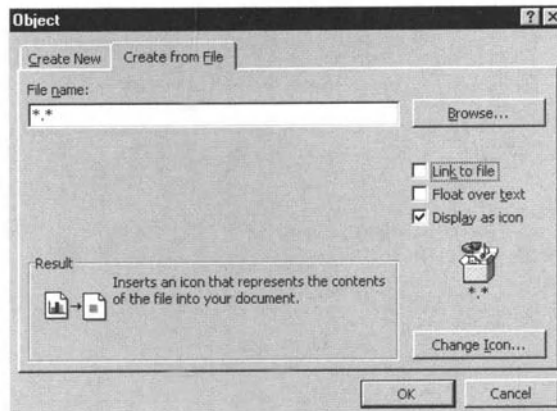 Object
Create New
Create from File
File name:
*.*
Browse...
Link to file
Float over text
Display as icon
*.*
Result
Inserts an icon that represents the contents
of the file into your document.
Change Icon...
OK
Cancel